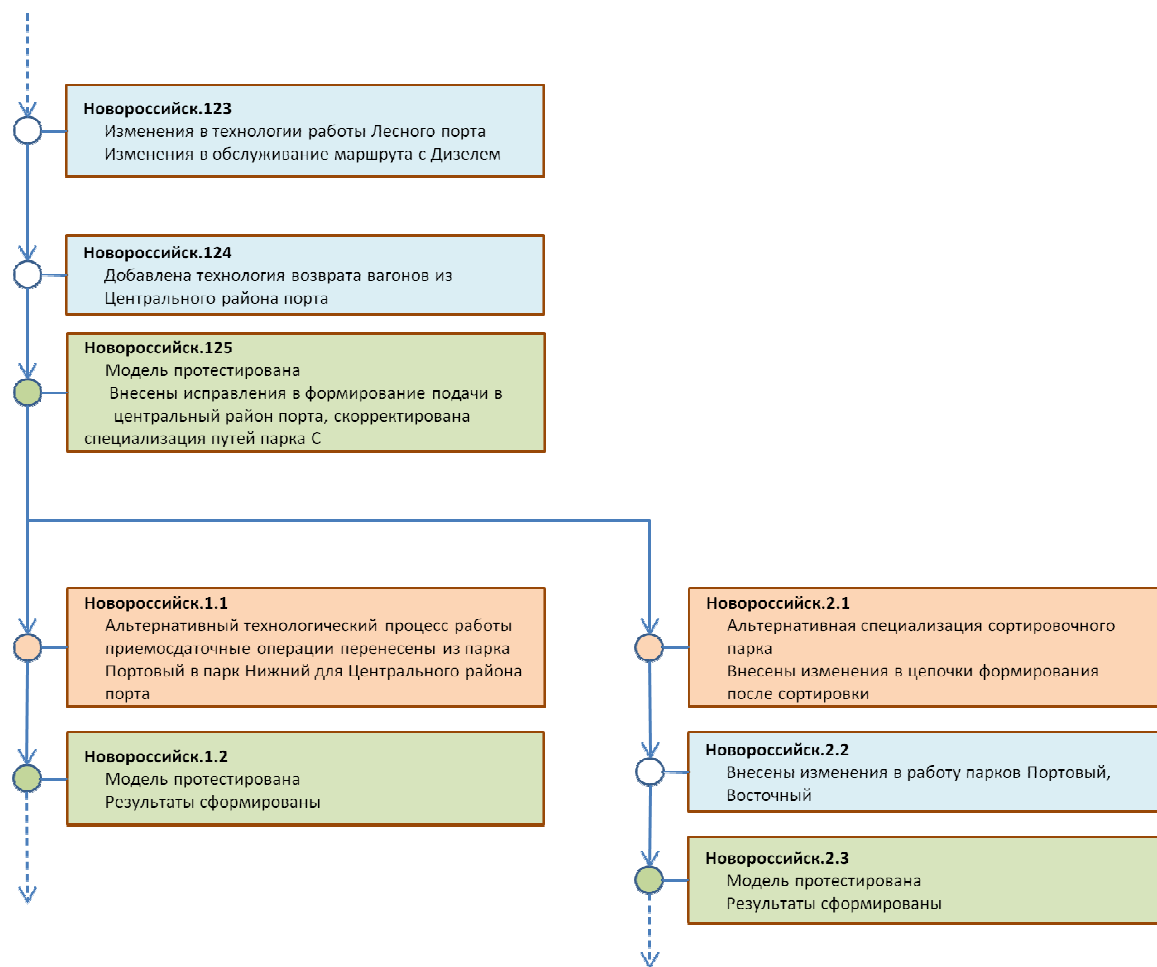 Новороссийск.123
Изменения в технологии работы Лесного порта
Изменения в обслуживание маршрута с Дизелем
Новороссийск.124
Добавлена технология возврата вагонов из
Центрального района порта
Новороссийск.125
Модель протестирована
Внесены исправления в формирование подачи в
центральный район порта, скорректирована
специализация путей парка С
Новороссийск.1.1
Альтернативный технологический процесс работы
приемосдаточные операции перенесены из парка
Портовый в парк Нижний для Центрального района
порта
Новороссийск.1.2
Модель протестирована
Результаты сформированы
Новороссийск.2.1
Альтернативная специализация сортировочного
парка
Внесены изменения в цепочки формирования
после сортировки
Новороссийск.2.2
Внесены изменения в работу парков Портовый,
Восточный
Новороссийск.2.3
Модель протестирована
Результаты сформированы